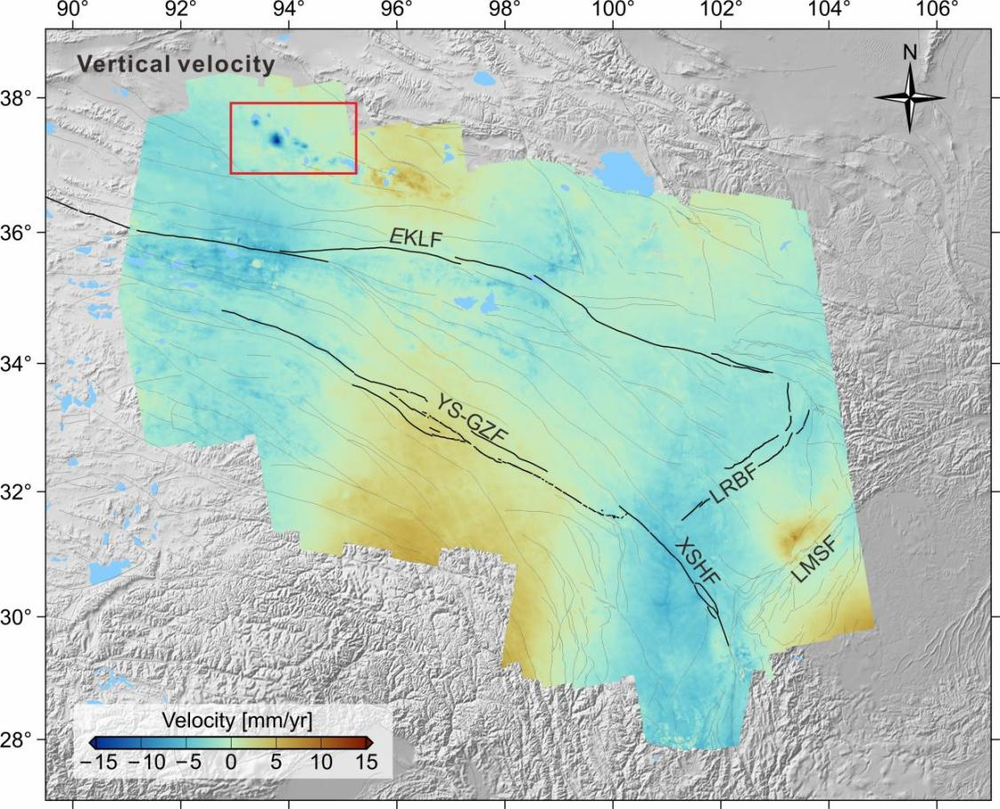 90° 92° 94° 96° 98° 100° 102° 104° 106°
Vertical velocity
N
38°
36°
EKLF
34°
YS-GZF
32°
LRBF
XSHF
LMSF
30°
Velocity [mm/yr]
28°
−15 −10 −5 0 5 10 15